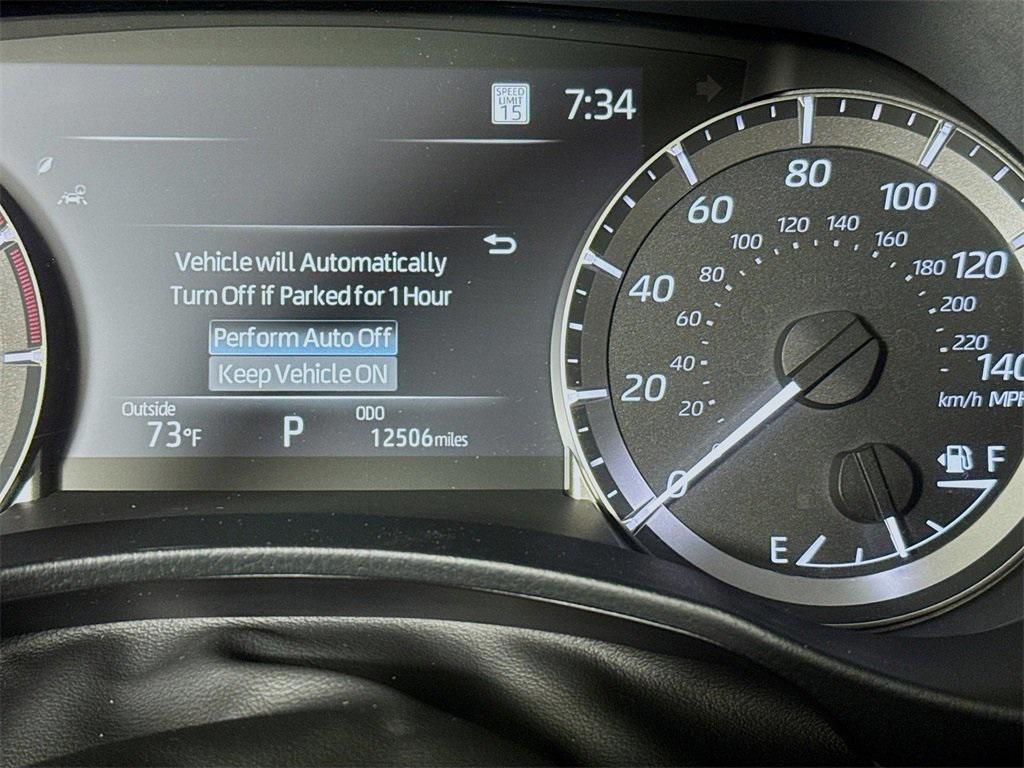 SPEED
LIMIT
15
7:34
Vehicle will Automatically
Turn Off if Parked for 1 Hour
Perform Auto Off
Keep Vehicle ON
Outside
73°F
P
ODO
12506 miles
0
20
40
60
80
100
120
140
20
40
60
80
100
120
140
160
180
200
220
km/h MPH
E
F